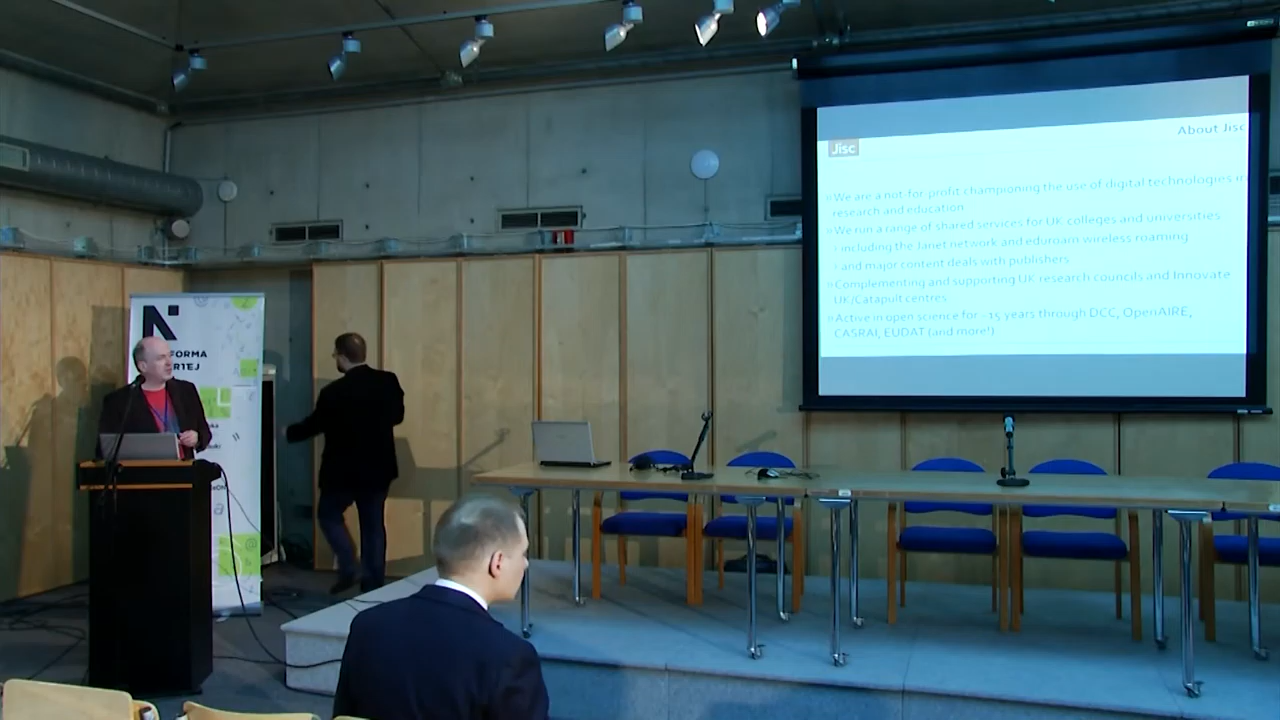 About Jisc
Jisc
We are a not-for-profit championing the use of digital technologies in
research and education
We run a range of shared services for UK colleges and universities
including the Janet network and eduroam wireless roaming
and major content deals with publishers
Complementing and supporting UK research councils and Innovate
UK/Catapult centres
Active in open science for ~15 years through DCC, OpenAIRE,
CASRAI, EUDAT (and more!)
N
FORMA